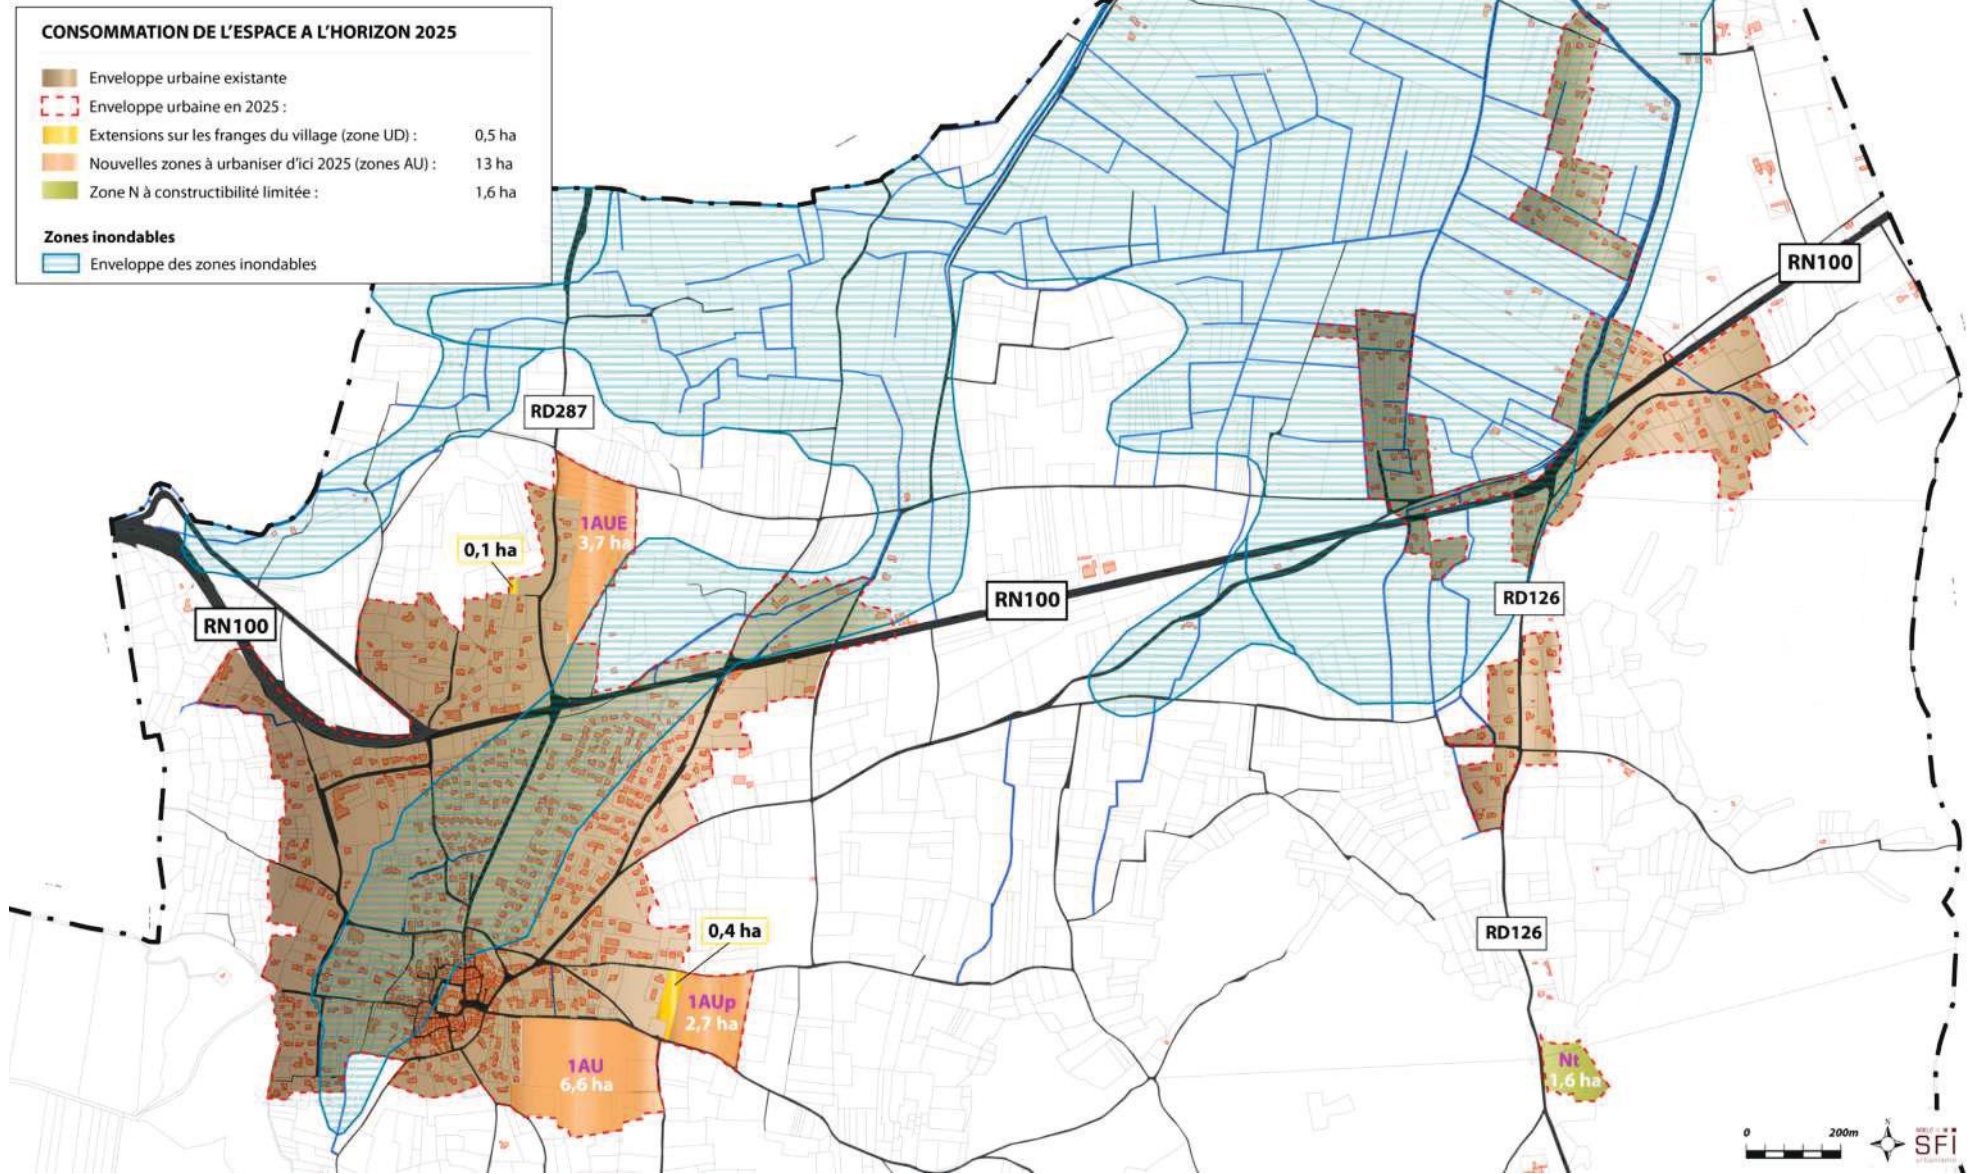 CONSOMMATION DE L'ESPACE A L'HORIZON 2025
Enveloppe urbaine existante
Enveloppe urbaine en 2025 :
Extensions sur les franges du village (zone UD) : 0,5 ha
Nouvelles zones à urbaniser d'ici 2025 (zones AU) : 13 ha
Zone N à constructibilité limitée : 1,6 ha
Zones inondables
Enveloppe des zones inondables
RN100
RD287
1AUE
3,7 ha
0,1 ha
RN100
RN100
RD126
0,4 ha
RD126
1AUp
2,7 ha
1AU
6,6 ha
Nt
1,6 ha
0 200m
N
SFI